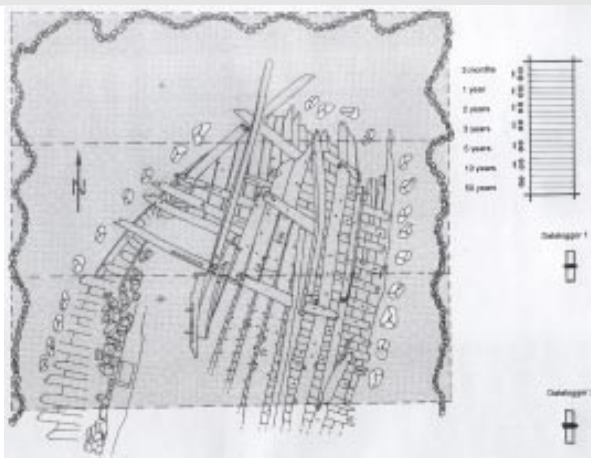 3 months
1 year
2 years
3 years
5 years
10 years
50 years
N
Datalogger 1
Datalogger